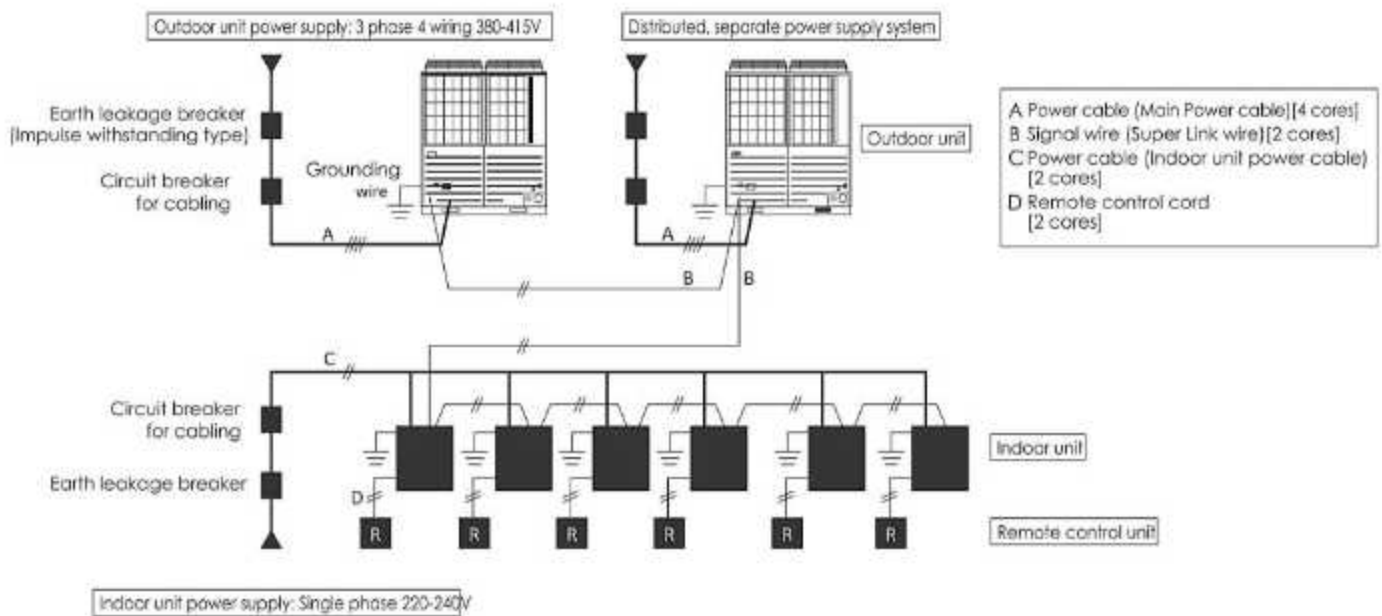 Outdoor unit power supply: 3 phase 4 wiring 380-415V
Distributed, separate power supply system
Earth leakage breaker
(Impulse withstanding type)
Circuit breaker
for cabling
Grounding
wire
Outdoor unit
A Power cable (Main Power cable)[4 cores]
B Signal wire (Super Link wire)[2 cores]
C Power cable (Indoor unit power cable)
[2 cores]
D Remote control cord
[2 cores]
A
A
B
B
C
Circuit breaker
for cabling
Earth leakage breaker
Indoor unit
D
R
R
R
R
R
R
Remote control unit
Indoor unit power supply: Single phase 220-240V